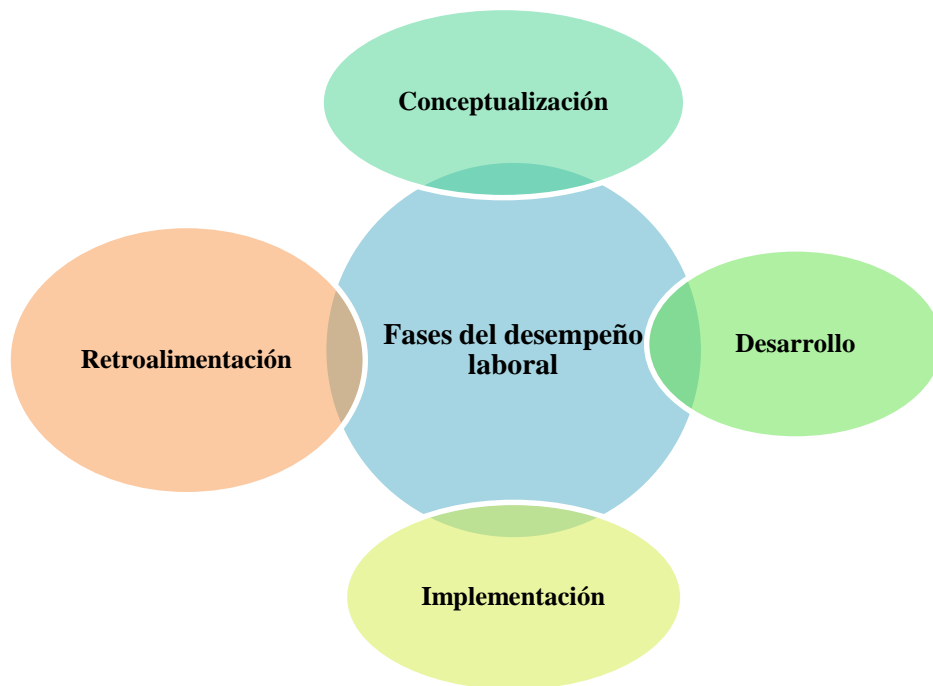 Conceptualización
Retroalimentación
Fases del desempeño
laboral
Desarrollo
Implementación